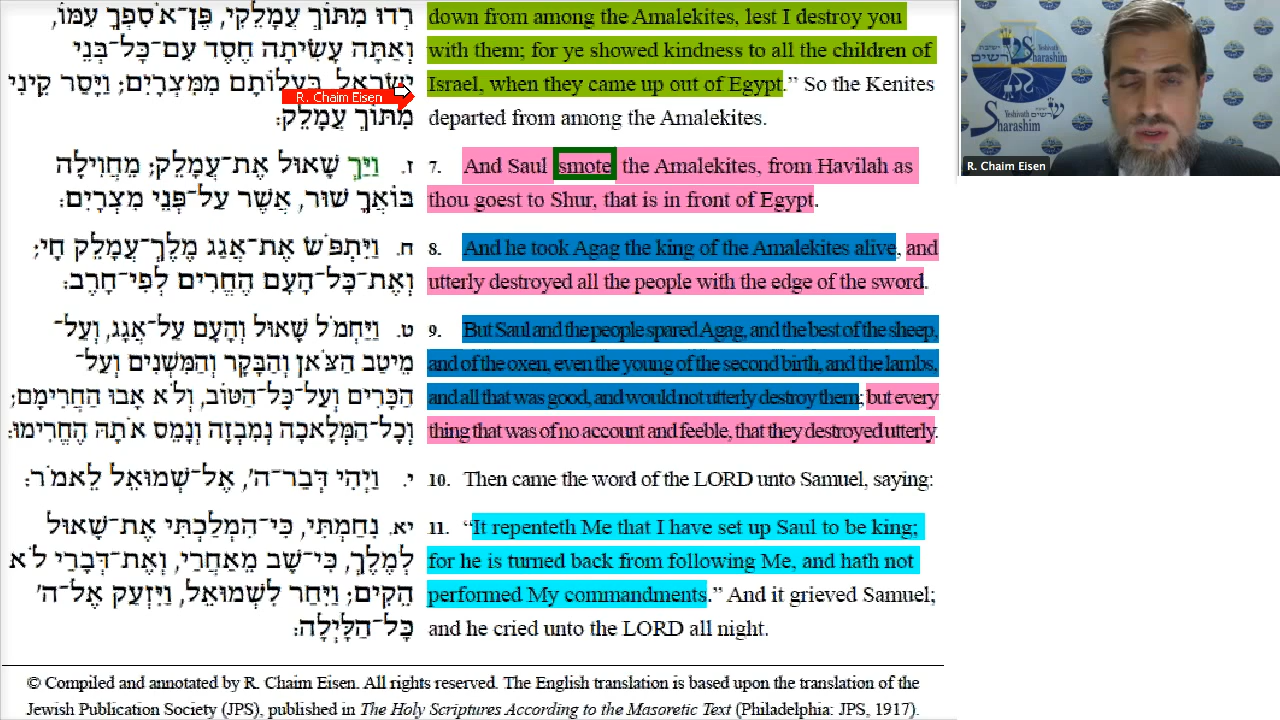 רְדוּ מִתּוֹךְ עֲמָלֵקִי, פֶּן־אֹסִפְךָ עִמּוֹ,
וְאַתָּה עָשִׂיתָה חֶסֶד עִם־כָּל־בְּנֵי
יִשְׂרָאֵל, בַּעֲלוֹתָם מִמִּצְרָיִם; וַיָּסַר קֵינִי
מִתּוֹךְ עֲמָלֵק:
down from among the Amalekites, lest I destroy you
with them; for ye showed kindness to all the children of
Israel, when they came up out of Egypt.” So the Kenites
departed from among the Amalekites.
R. Chaim Eisen
ז. וַיַּךְ שָׁאוּל אֶת־עֲמָלֵק; מֵחֲוִילָה
בּוֹאֲךָ שׁוּר, אֲשֶׁר עַל־פְּנֵי מִצְרָיִם:
7. And Saul smote the Amalekites, from Havilah as
thou goest to Shur, that is in front of Egypt.
ח. וַיִּתְפֹּשׂ אֶת־אֲגַג מֶלֶךְ־עֲמָלֵק חָי;
וְאֶת־כָּל־הָעָם הֶחֱרִים לְפִי־חָרֶב:
8. And he took Agag the king of the Amalekites alive, and
utterly destroyed all the people with the edge of the sword.
ט. וַיַּחְמֹל שָׁאוּל וְהָעָם עַל־אֲגָג, וְעַל־
מֵיטַב הַצֹּאן וְהַבָּקָר וְהַמִּשְׁנִים וְעַל־
הַכָּרִים וְעַל־כָּל־הַטּוֹב, וְלֹא אָבוּ הַחֲרִימָם;
וְכָל־הַמְּלָאכָה נְמִבְזָה וְנָמֵס אֹתָהּ הֶחֱרִימוּ:
9. But Saul and the people spared Agag, and the best of the sheep,
and of the oxen, even the young of the second birth, and the lambs,
and all that was good, and would not utterly destroy them; but every
thing that was of no account and feeble, that they destroyed utterly.
י. וַיְהִי דְּבַר־ה', אֶל־שְׁמוּאֵל לֵאמֹר:
10. Then came the word of the LORD unto Samuel, saying:
יא. נִחַמְתִּי, כִּי־הִמְלַכְתִּי אֶת־שָׁאוּל
לְמֶלֶךְ, כִּי־שָׁב מֵאַחֲרַי, וְאֶת־דְּבָרַי לֹא
הֵקִים; וַיִּחַר לִשְׁמוּאֵל, וַיִּזְעַק אֶל־ה'
כָּל־הַלָּיְלָה:
11. “It repenteth Me that I have set up Saul to be king;
for he is turned back from following Me, and hath not
performed My commandments.” And it grieved Samuel;
and he cried unto the LORD all night.
© Compiled and annotated by R. Chaim Eisen. All rights reserved. The English translation is based upon the translation of the
Jewish Publication Society (JPS), published in The Holy Scriptures According to the Masoretic Text (Philadelphia: JPS, 1917).
Yeshivath
Sharashim
Yeshivath
Sharashim
R. Chaim Eisen